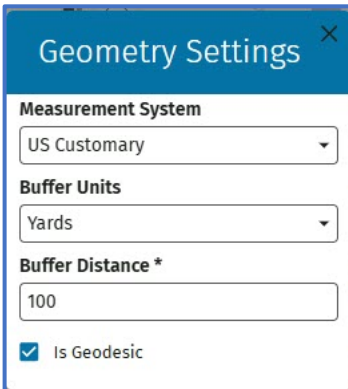 Geometry Settings
Measurement System
US Customary
Buffer Units
Yards
Buffer Distance *
100
Is Geodesic